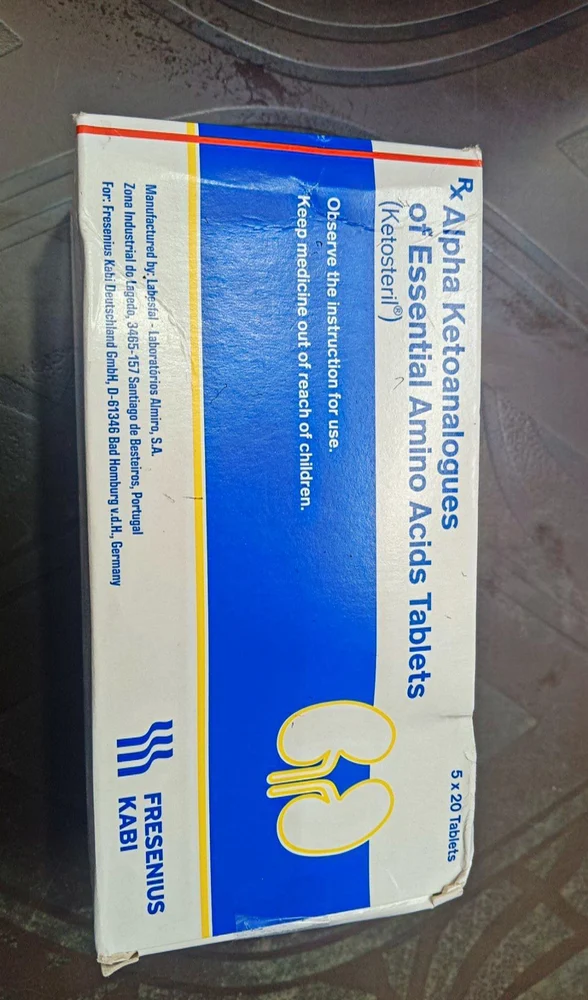 Rx Alpha Ketoanalogues
of Essential Amino Acids Tablets
(Ketosteril®)
5 x 20 Tablets
Observe the instruction for use.
Keep medicine out of reach of children.
Manufactured by: Labesfal - Laboratórios Almiro, S.A.
Zona Industrial do Lagedo, 3465-157 Santiago de Besteiros, Portugal
For: Fresenius Kabi Deutschland GmbH, D-61346 Bad Homburg v.d.H., Germany
FRESENIUS
KABI